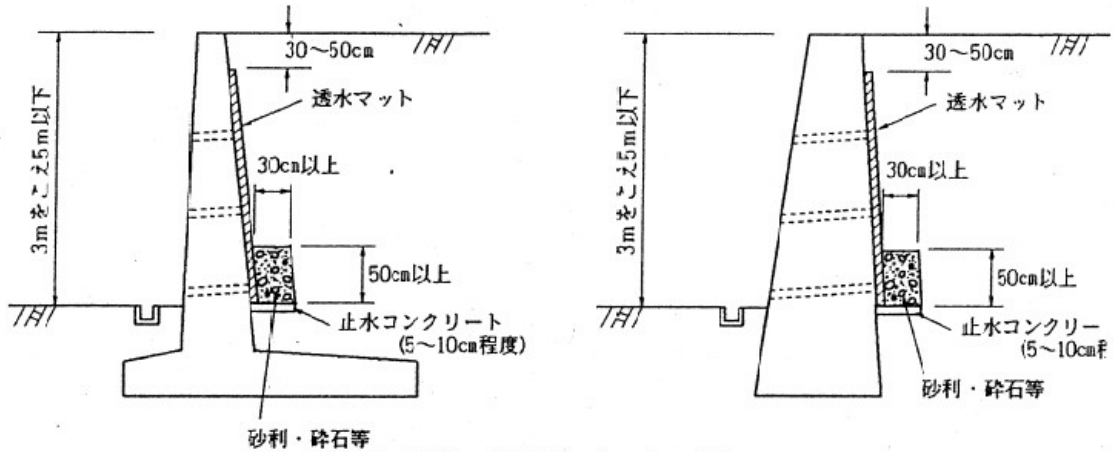 30〜50cm
透水マット
3mをこえ5m以下
30cm以上
50cm以上
止水コンクリート
(5〜10cm程度)
砂利・砕石等
30〜50cm
透水マット
3mをこえ5m以下
30cm以上
50cm以上
止水コンクリー
(5〜10cm
砂利・砕石等